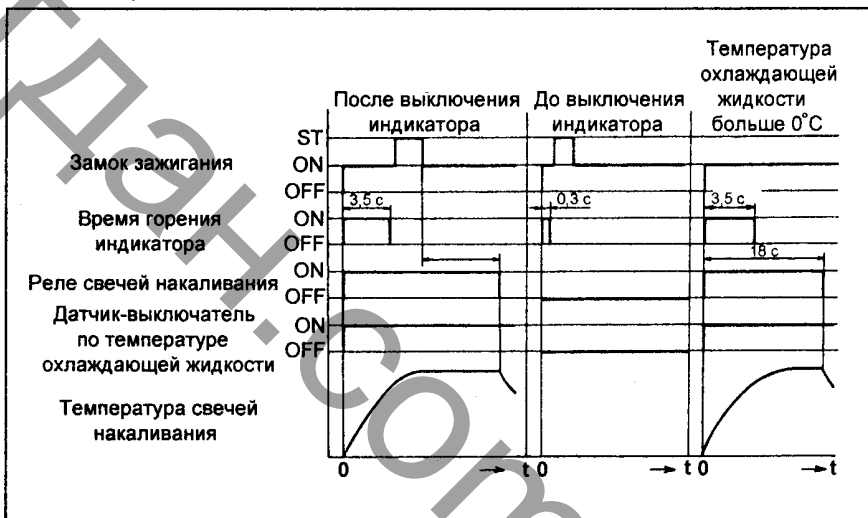 Температура
охлаждающей
жидкости
больше 0°C
После выключения
индикатора
До выключения
индикатора
Замок зажигания
ST
ON
OFF
3,5 с
0,3 с
3,5 с
Время горения
индикатора
ON
OFF
18 с
Реле свечей накаливания
ON
OFF
Датчик-выключатель
по температуре
охлаждающей жидкости
ON
OFF
Температура свечей
накаливания
0 → t 0 → t 0 → t